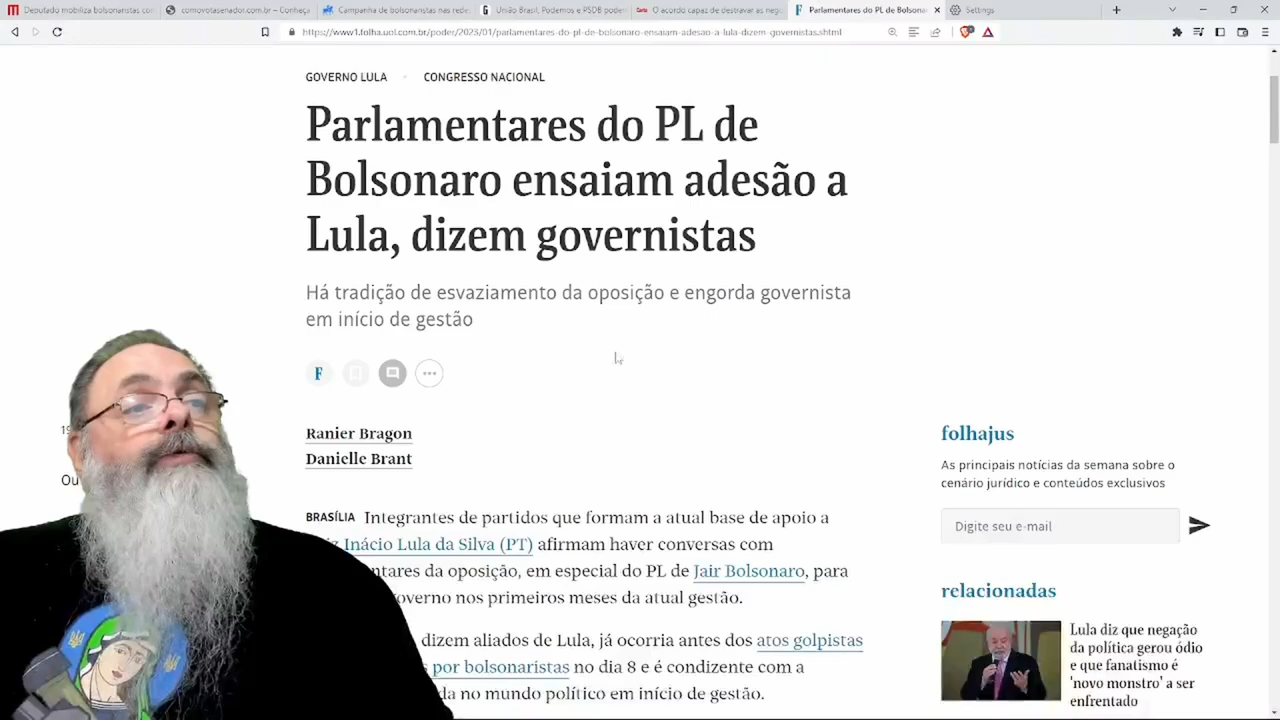 Deputado mobiliza bolsonaristas con
comovotasenador.com.br – Conheça
Campanha de bolsonaristas nas rede
União Brasil, Podemos e PSDB poder
O acordo capaz de destravar as neg
Parlamentares do PL de Bolsona
Settings
https://www1.folha.uol.com.br/poder/2023/01/parlamentares-do-pl-de-bolsonaro-ensaiam-adesao-a-lula-dizem-governistas.shtml
GOVERNO LULA
CONGRESSO NACIONAL
Parlamentares do PL de
Bolsonaro ensaiam adesão a
Lula, dizem governistas
Há tradição de esvaziamento da oposição e engorda governista
em início de gestão
F
Ranier Bragon
Danielle Brant
BRASÍLIA Integrantes de partidos que formam a atual base de apoio a
Inácio Lula da Silva (PT) afirmam haver conversas com
ntares da oposição, em especial do PL de Jair Bolsonaro, para
overno nos primeiros meses da atual gestão.
dizem aliados de Lula, já ocorria antes dos atos golpistas
por bolsonaristas no dia 8 e é condizente com a
da no mundo político em início de gestão.
19
Ou
folhajus
As principais notícias da semana sobre o
cenário jurídico e conteúdos exclusivos
Digite seu e-mail
relacionadas
Lula diz que negação
da política gerou ódio
e que fanatismo é
'novo monstro' a ser
enfrentado